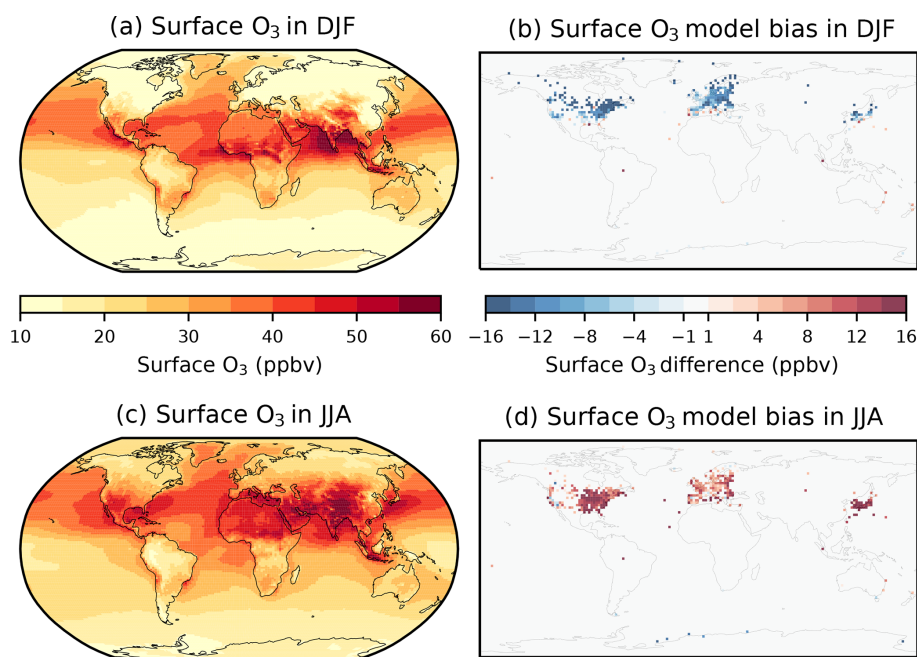 (a) Surface O₃ in DJF
(b) Surface O₃ model bias in DJF
10 20 30 40 50 60
Surface O₃ (ppbv)
−16 −12 −8 −4 −1 1 4 8 12 16
Surface O₃ difference (ppbv)
(c) Surface O₃ in JJA
(d) Surface O₃ model bias in JJA